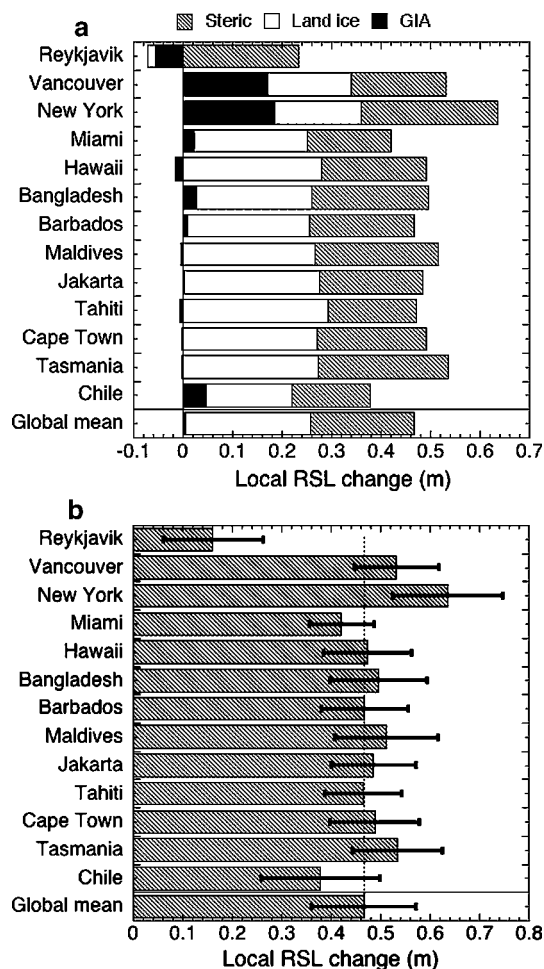 Steric Land ice GIA
a
Reykjavik
Vancouver
New York
Miami
Hawaii
Bangladesh
Barbados
Maldives
Jakarta
Tahiti
Cape Town
Tasmania
Chile
Global mean
-0.1 0 0.1 0.2 0.3 0.4 0.5 0.6 0.7
Local RSL change (m)
b
Reykjavik
Vancouver
New York
Miami
Hawaii
Bangladesh
Barbados
Maldives
Jakarta
Tahiti
Cape Town
Tasmania
Chile
Global mean
0 0.1 0.2 0.3 0.4 0.5 0.6 0.7 0.8
Local RSL change (m)